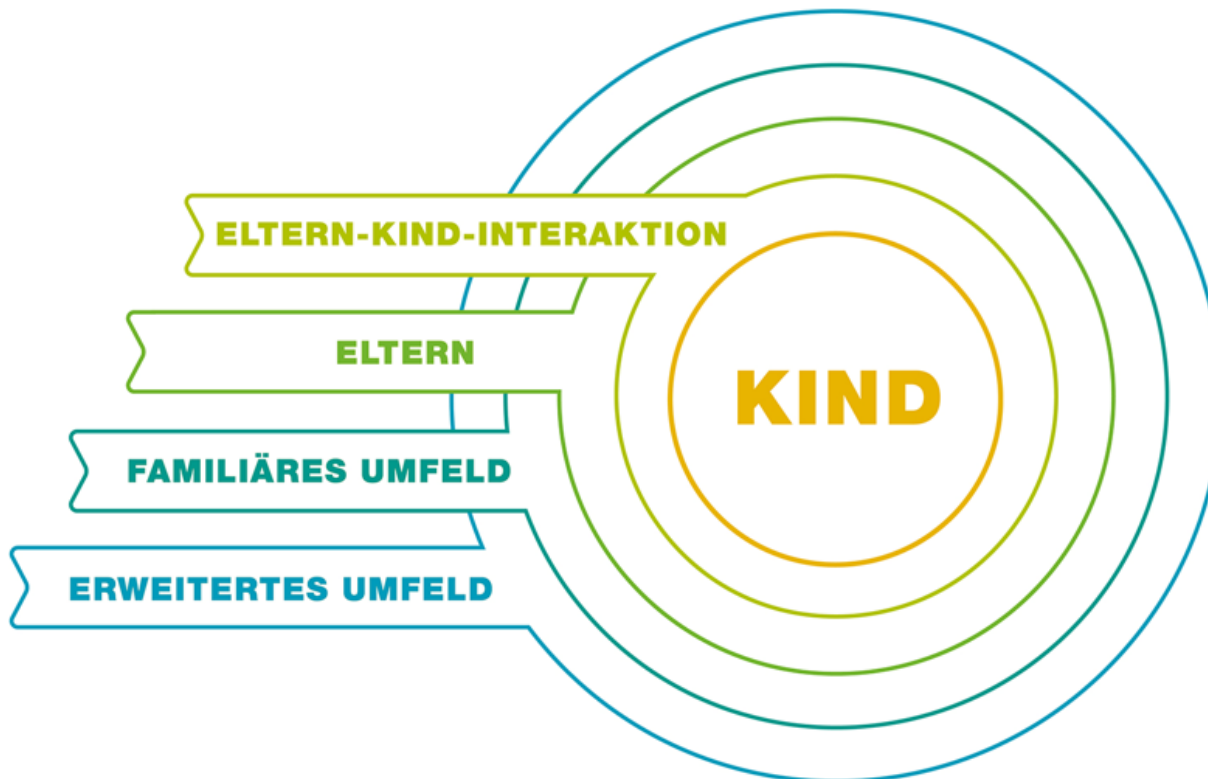 ELTERN-KIND-INTERAKTION
ELTERN
KIND
FAMILIÄRES UMFELD
ERWEITERTES UMFELD